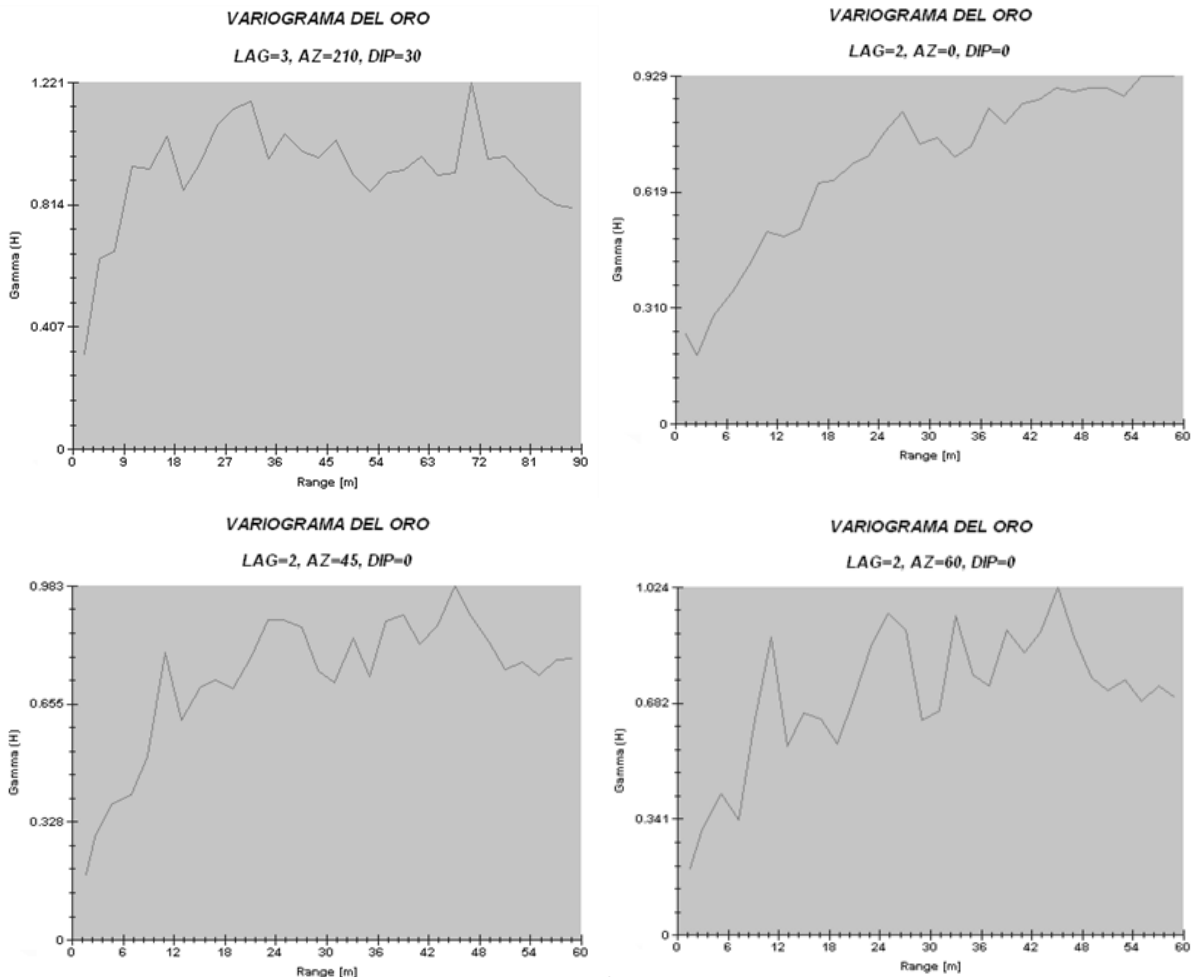 VARIOGRAMA DEL ORO
LAG=3, AZ=210, DIP=30
1.221
0.814
0.407
0
Gamma (H)
0 9 18 27 36 45 54 63 72 81 90
Range [m]
VARIOGRAMA DEL ORO
LAG=2, AZ=0, DIP=0
0.929
0.619
0.310
0
Gamma (H)
0 6 12 18 24 30 36 42 48 54 60
Range [m]
VARIOGRAMA DEL ORO
LAG=2, AZ=45, DIP=0
0.983
0.655
0.328
0
Gamma (H)
0 6 12 18 24 30 36 42 48 54 60
Range [m]
VARIOGRAMA DEL ORO
LAG=2, AZ=60, DIP=0
1.024
0.682
0.341
0
Gamma (H)
0 6 12 18 24 30 36 42 48 54 60
Range [m]